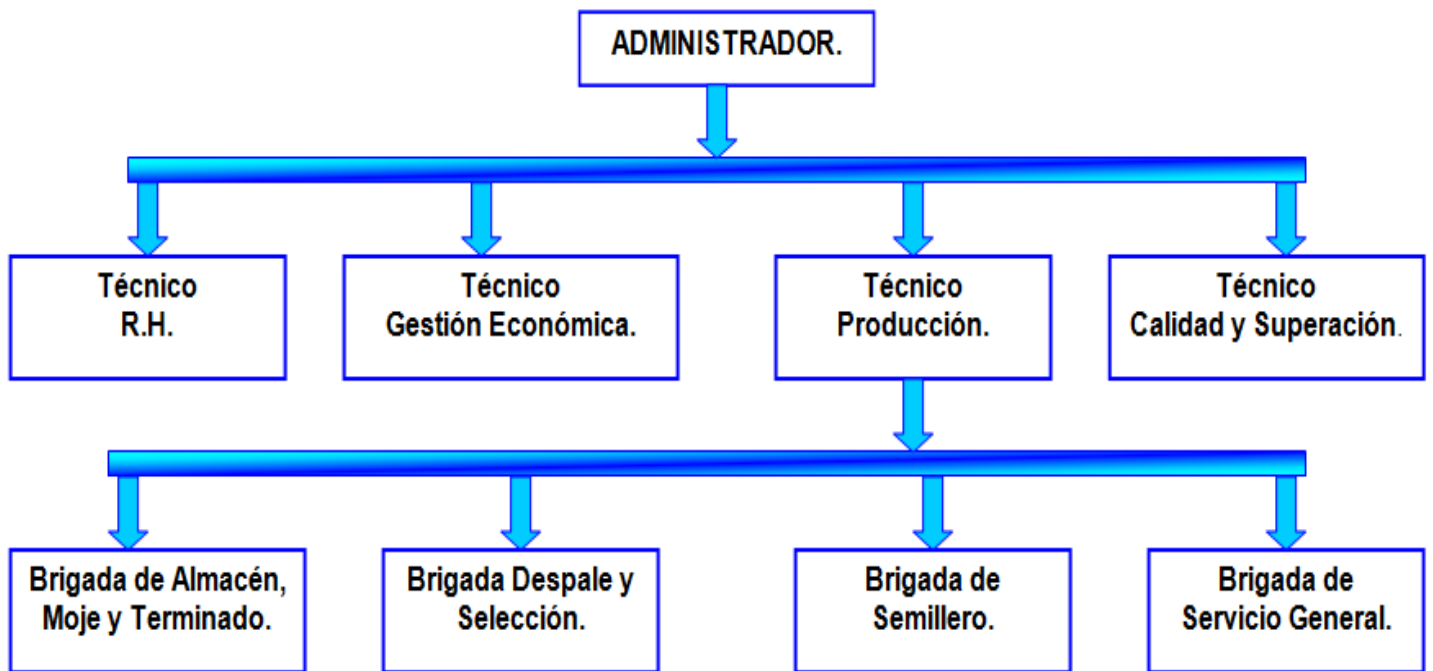 ADMINISTRADOR.
Técnico
R.H.
Técnico
Gestión Económica.
Técnico
Producción.
Técnico
Calidad y Superación.
Brigada de Almacén,
Moje y Terminado.
Brigada Despale y
Selección.
Brigada de
Semillero.
Brigada de
Servicio General.